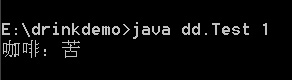 E:\drinkdemo>java dd.Test 1
咖啡：苦